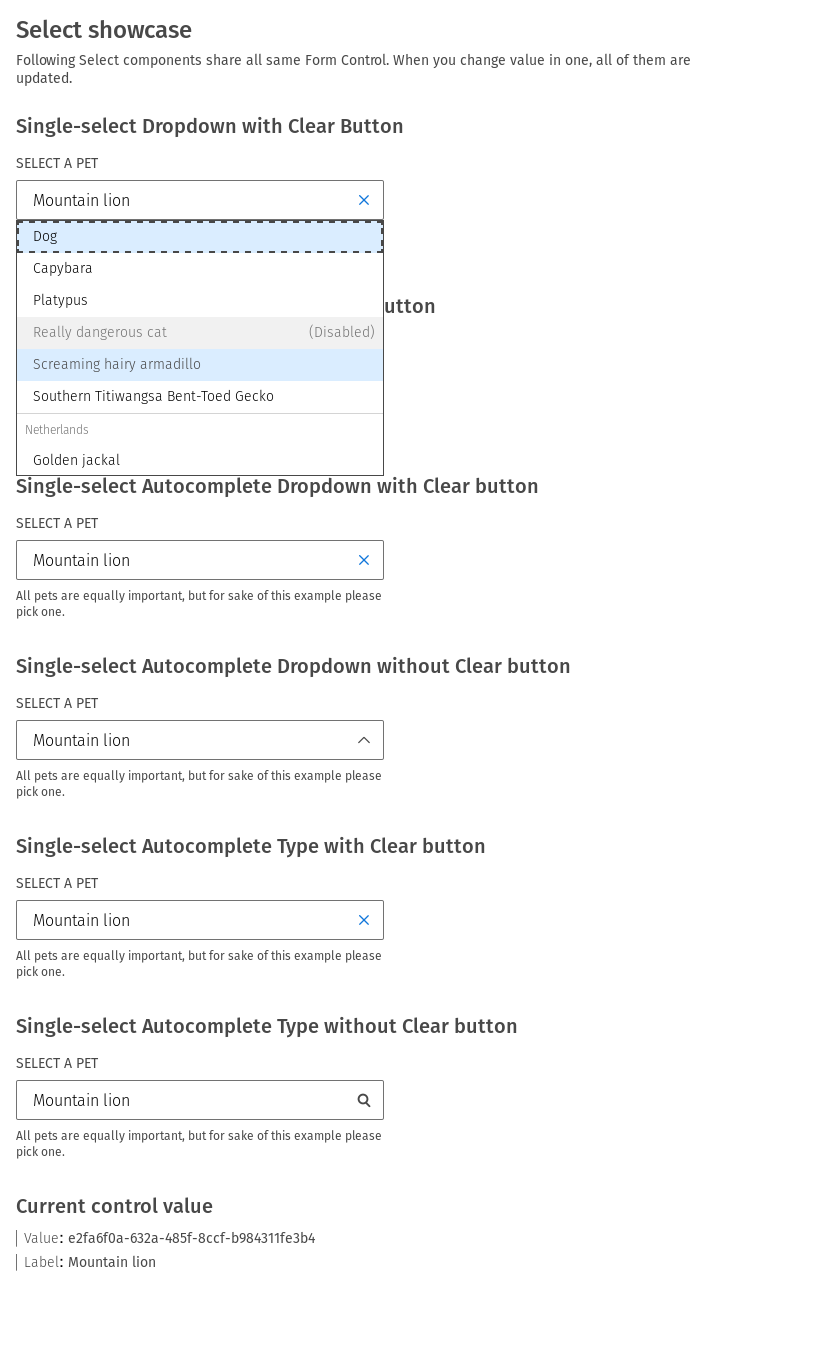 Select showcase
Following Select components share all same Form Control. When you change value in one, all of them are
updated.
Single-select Dropdown with Clear Button
SELECT A PET
Mountain lion
Dog
Capybara
Platypus
utton
Really dangerous cat (Disabled)
Screaming hairy armadillo
Southern Titiwangsa Bent-Toed Gecko
Netherlands
Golden jackal
Single-select Autocomplete Dropdown with Clear button
SELECT A PET
Mountain lion
All pets are equally important, but for sake of this example please
pick one.
Single-select Autocomplete Dropdown without Clear button
SELECT A PET
Mountain lion
All pets are equally important, but for sake of this example please
pick one.
Single-select Autocomplete Type with Clear button
SELECT A PET
Mountain lion
All pets are equally important, but for sake of this example please
pick one.
Single-select Autocomplete Type without Clear button
SELECT A PET
Mountain lion
All pets are equally important, but for sake of this example please
pick one.
Current control value
Value: e2fa6f0a-632a-485f-8ccf-b984311fe3b4
Label: Mountain lion